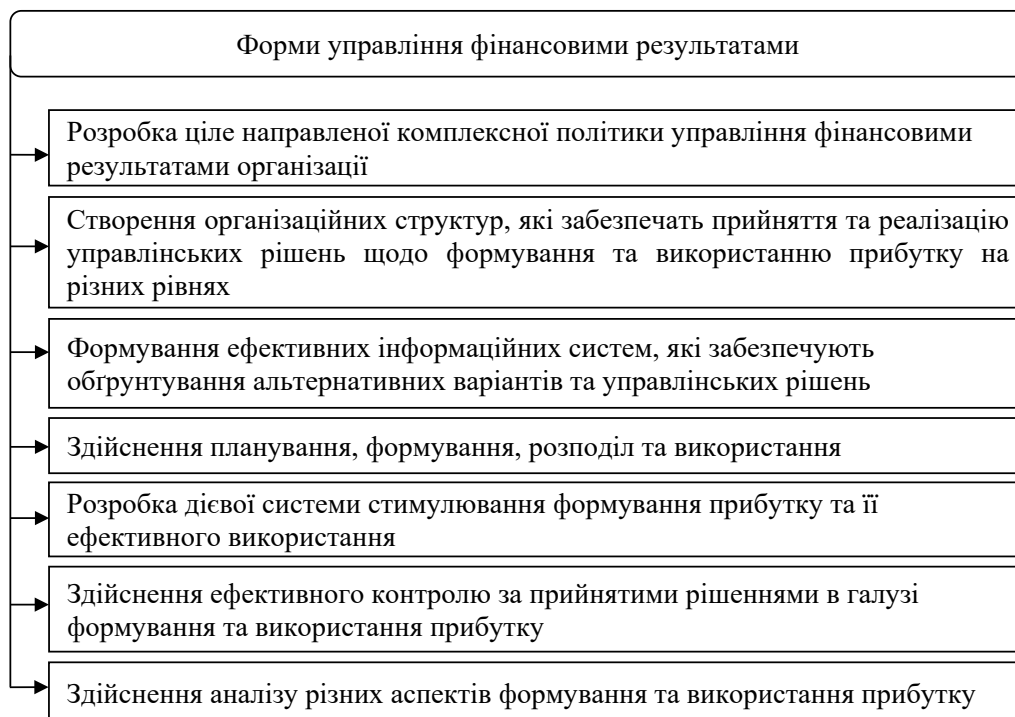 Форми управління фінансовими результатами
Розробка ціле направленої комплексної політики управління фінансовими
результатами організації
Створення організаційних структур, які забезпечать прийняття та реалізацію
управлінських рішень щодо формування та використанню прибутку на
різних рівнях
Формування ефективних інформаційних систем, які забезпечують
обґрунтування альтернативних варіантів та управлінських рішень
Здійснення планування, формування, розподіл та використання
Розробка дієвої системи стимулювання формування прибутку та її
ефективного використання
Здійснення ефективного контролю за прийнятими рішеннями в галузі
формування та використання прибутку
Здійснення аналізу різних аспектів формування та використання прибутку